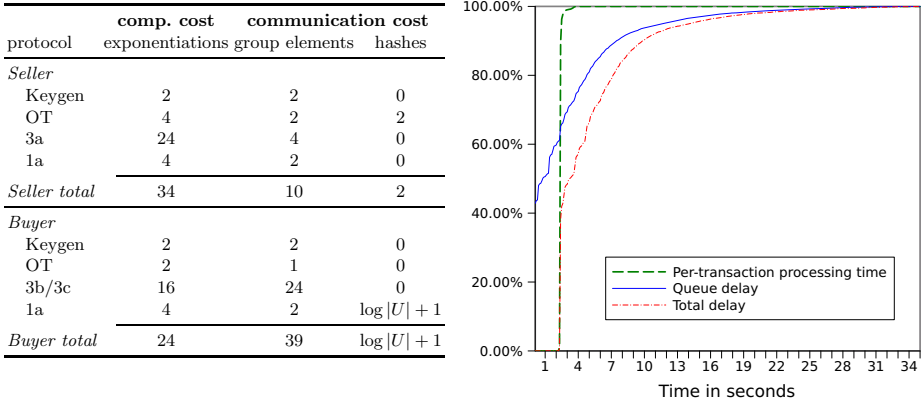 comp. cost communication cost
protocol exponentiations group elements hashes
Seller
Keygen 2 2 0
OT 4 2 2
3a 24 4 0
1a 4 2 0
Seller total 34 10 2
Buyer
Keygen 2 2 0
OT 2 1 0
3b/3c 16 24 0
1a 4 2 log |U| + 1
Buyer total 24 39 log |U| + 1
100.00%
80.00%
60.00%
40.00%
20.00%
0.00%
Per-transaction processing time
Queue delay
Total delay
1 4 7 10 13 16 19 22 25 28 31 34
Time in seconds